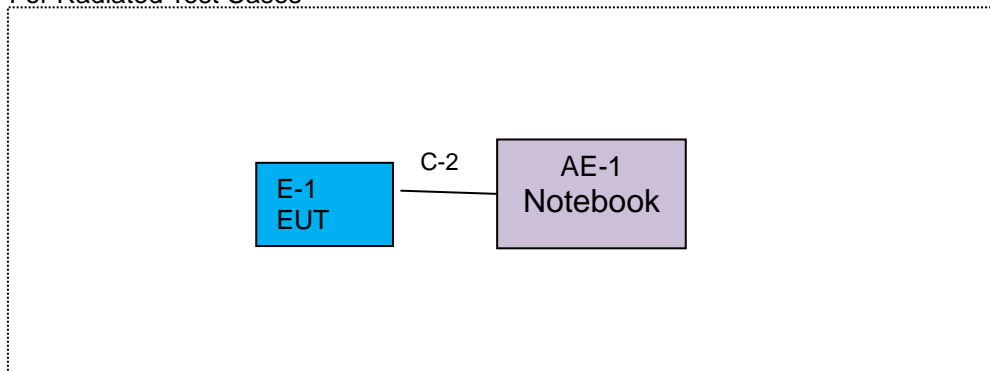 For Radiated Test Cases
C-2
E-1
EUT
AE-1
Notebook